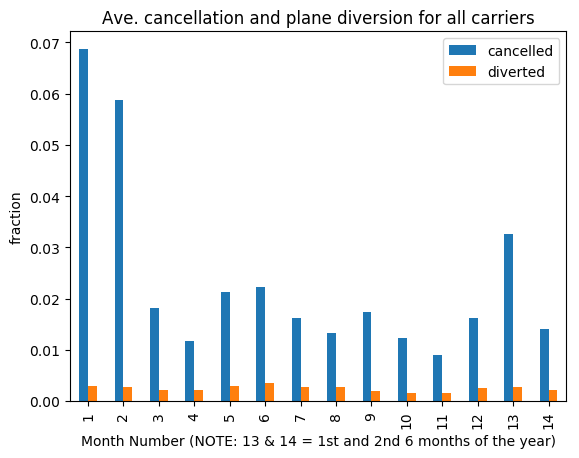 Ave. cancellation and plane diversion for all carriers
cancelled
diverted
0.07
0.06
0.05
0.04
0.03
0.02
0.01
0.00
fraction
1 2 3 4 5 6 7 8 9 10 11 12 13 14
Month Number (NOTE: 13 & 14 = 1st and 2nd 6 months of the year)